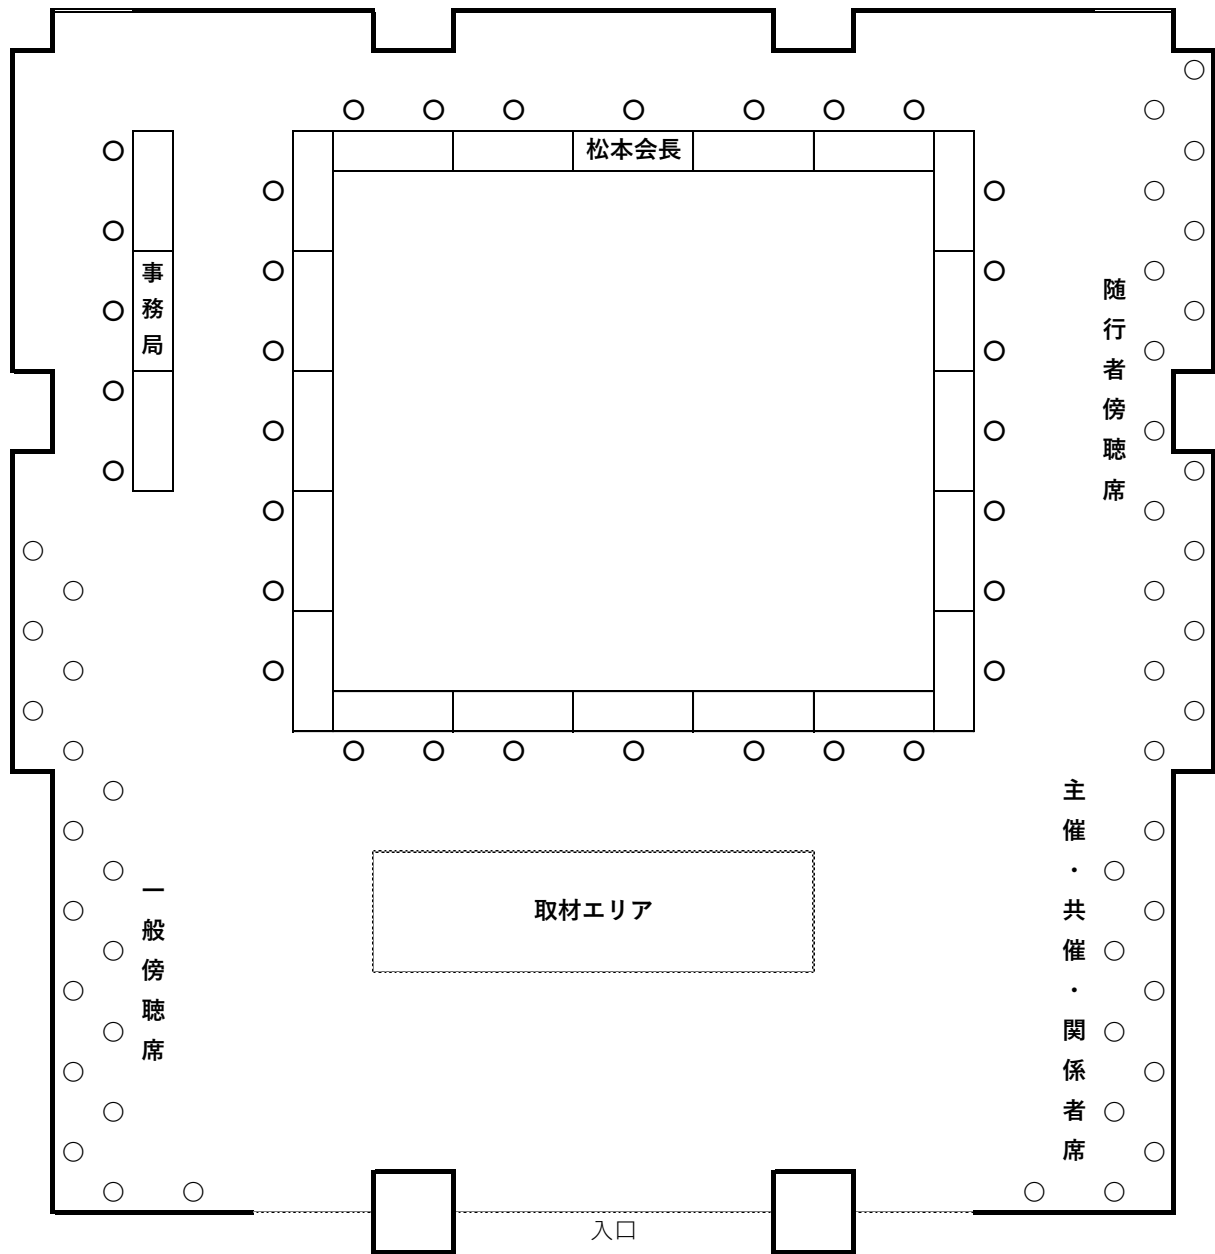 松本会長
事務局
随行者傍聴席
主催・共催・関係者席
取材エリア
一般傍聴席
入口